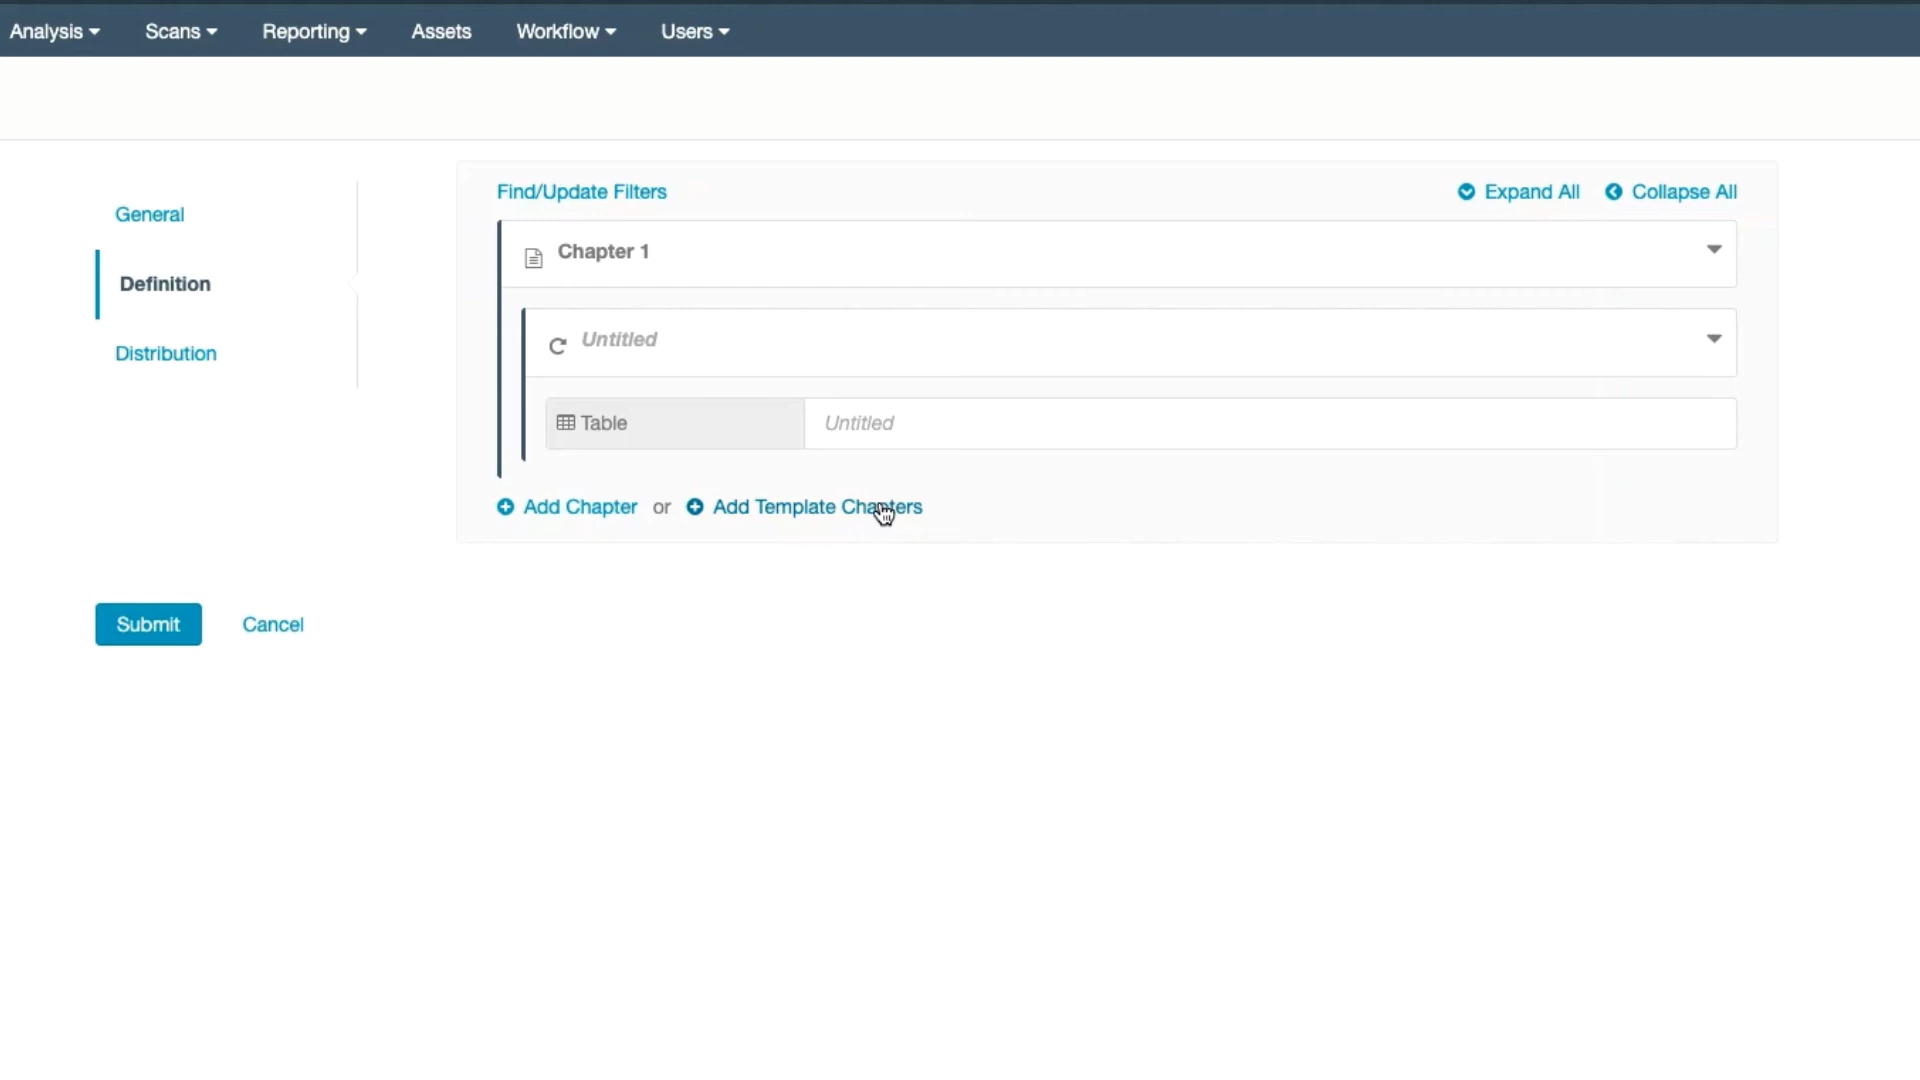 Analysis Scans Reporting Assets Workflow Users
General
Definition
Distribution
Find/Update Filters Expand All Collapse All
Chapter 1
Untitled
Table Untitled
Add Chapter or Add Template Chapters
Submit Cancel